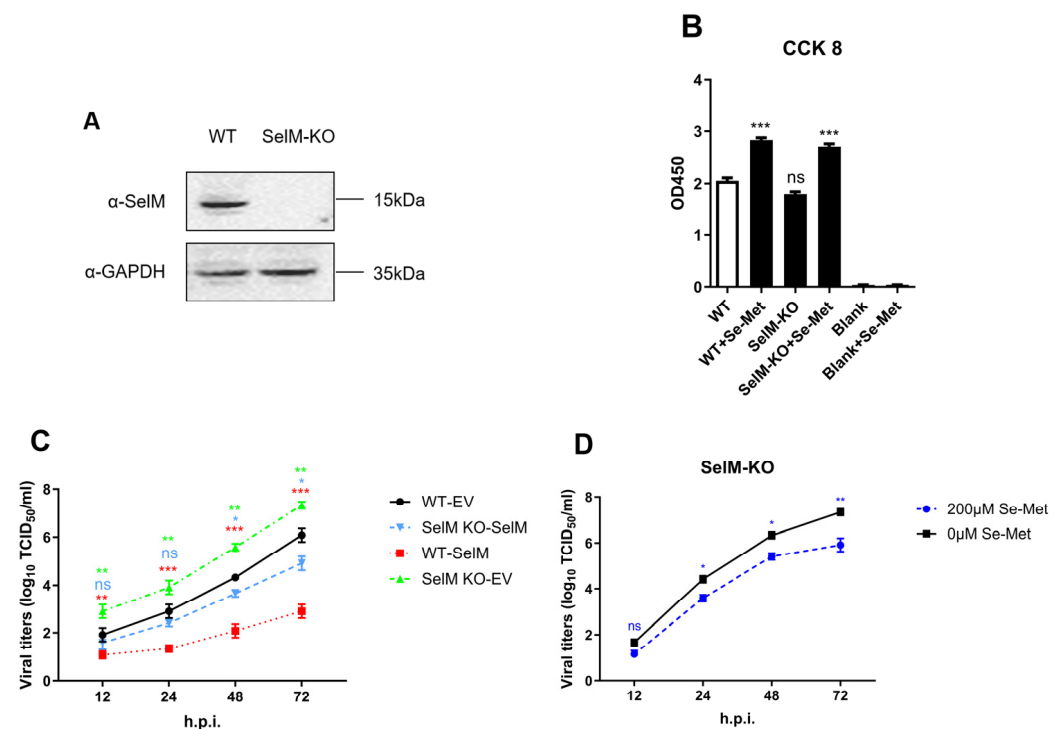 A
WT SelM-KO
α-SelM
15kDa
α-GAPDH
35kDa
B
CCK 8
OD450
4
3
2
1
0
***
ns
***
WT
WT+Se-Met
SelM-KO
SelM-KO+Se-Met
Blank
Blank+Se-Met
C
Viral titers (log10 TCID50/ml)
8
6
4
2
0
**
ns
**
**
ns
***
**
*
***
**
*
***
12 24 48 72
h.p.i.
WT-EV
SelM KO-SelM
WT-SelM
SelM KO-EV
D
SelM-KO
Viral titers (log10 TCID50/ml)
8
6
4
2
0
ns
*
*
**
12 24 48 72
h.p.i.
200μM Se-Met
0μM Se-Met